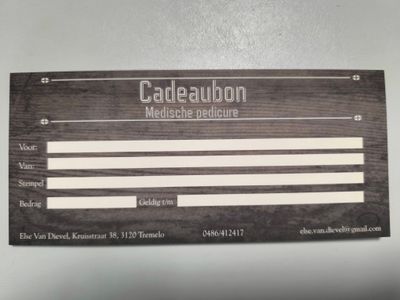 Cadeaubon
Medische pedicure
Voor:
Van:
Stempel
Bedrag Geldig t/m
Else Van Dievel, Kruisstraat 38, 3120 Tremelo 0486/412417 else.van.dievel@gmail.com